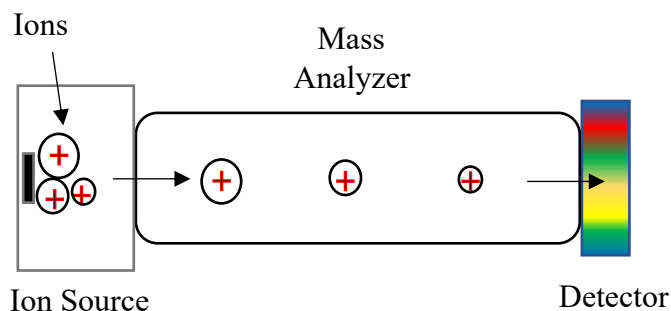 Ions
Mass
Analyzer
+
+
+
+
+
+
Ion Source
Detector